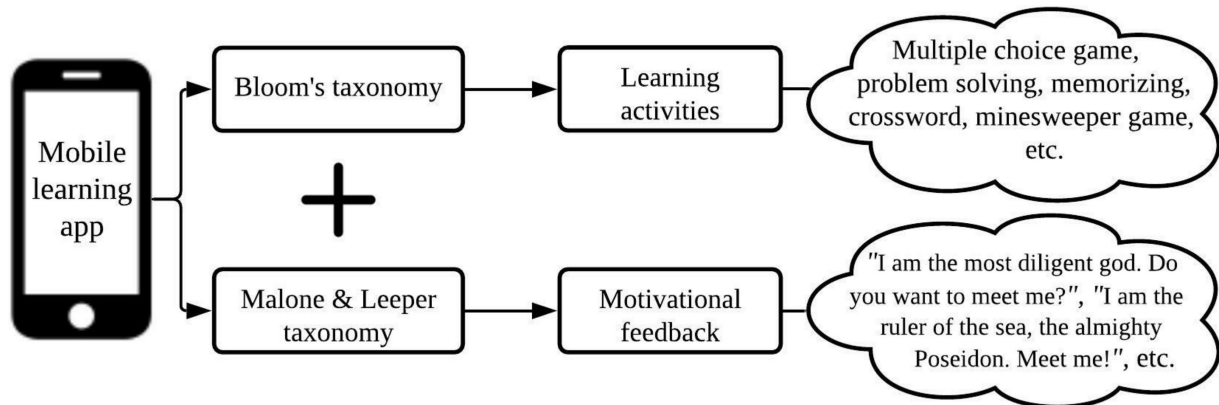 Mobile
learning
app
Bloom's taxonomy
Learning
activities
Multiple choice game,
problem solving, memorizing,
crossword, minesweeper game,
etc.
Malone & Leeper
taxonomy
Motivational
feedback
"I am the most diligent god. Do
you want to meet me?", "I am the
ruler of the sea, the almighty
Poseidon. Meet me!", etc.